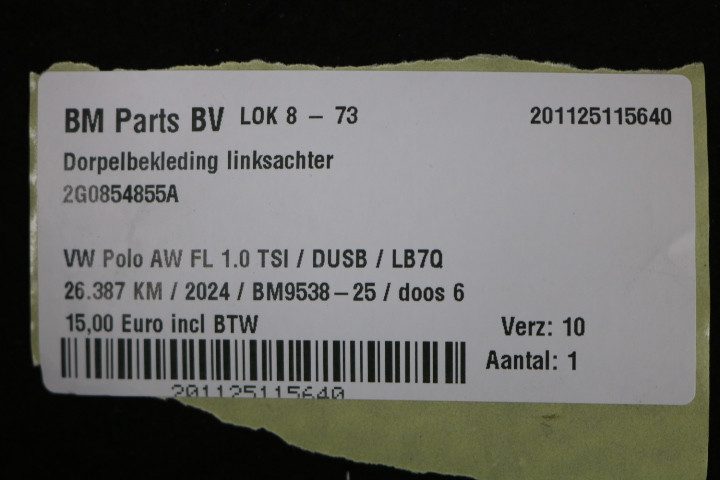 BM Parts BV LOK 8 – 73 201125115640
Dorpelbekleding linksachter
2G0854855A
VW Polo AW FL 1.0 TSI / DUSB / LB7Q
26.387 KM / 2024 / BM9538–25 / doos 6
15,00 Euro incl BTW Verz: 10
Aantal: 1
201125115640